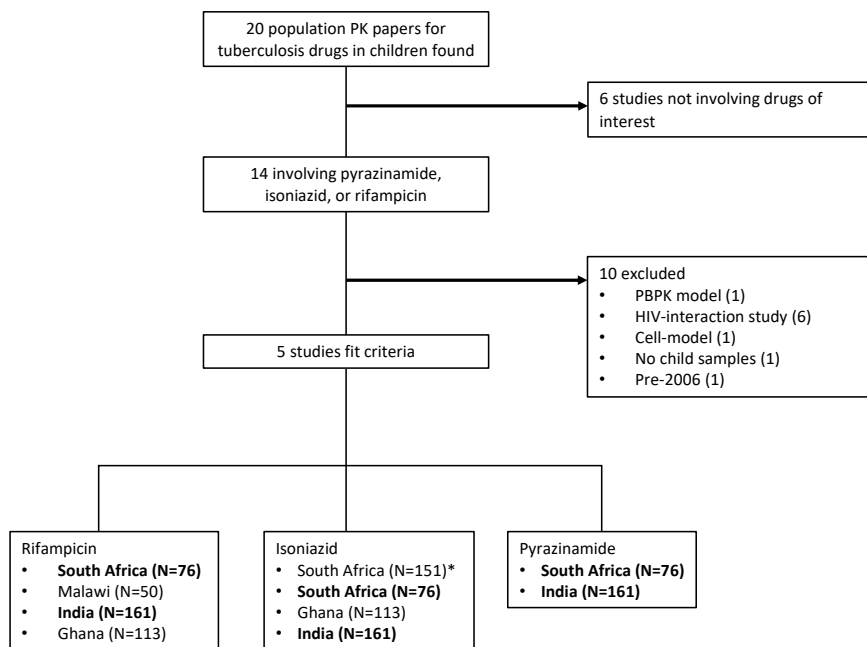 20 population PK papers for
tuberculosis drugs in children found
6 studies not involving drugs of
interest
14 involving pyrazinamide,
isoniazid, or rifampicin
10 excluded
• PBPK model (1)
• HIV-interaction study (6)
• Cell-model (1)
• No child samples (1)
• Pre-2006 (1)
5 studies fit criteria
Rifampicin
• South Africa (N=76)
• Malawi (N=50)
• India (N=161)
• Ghana (N=113)
Isoniazid
• South Africa (N=151)*
• South Africa (N=76)
• Ghana (N=113)
• India (N=161)
Pyrazinamide
• South Africa (N=76)
• India (N=161)